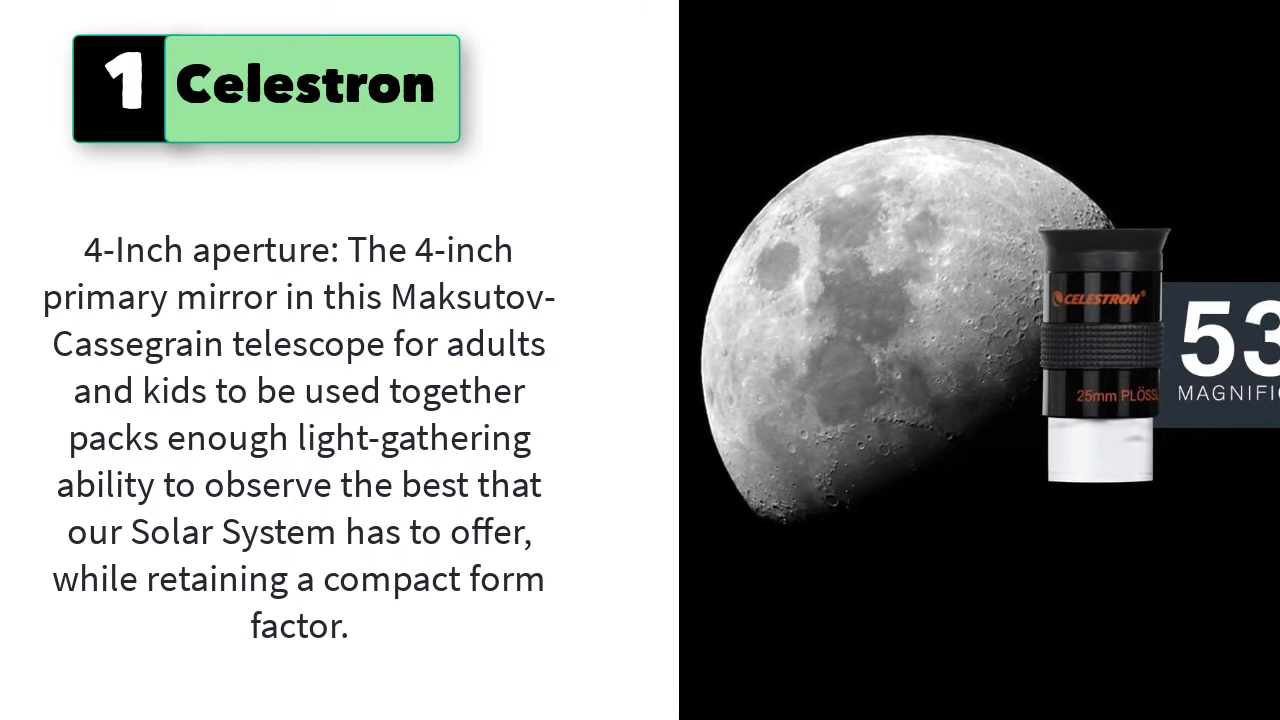 1 Celestron
4-Inch aperture: The 4-inch
primary mirror in this Maksutov-
Cassegrain telescope for adults
and kids to be used together
packs enough light-gathering
ability to observe the best that
our Solar System has to offer,
while retaining a compact form
factor.
CELESTRON®
25mm PLÖSSL
53
MAGNIFIC